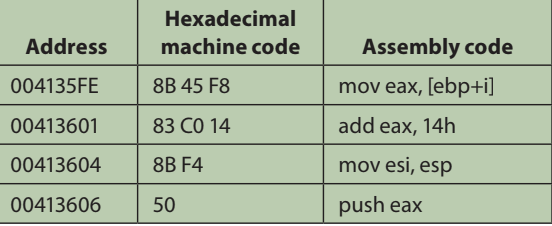 Address Hexadecimal machine code Assembly code
004135FE 8B 45 F8 mov eax, [ebp+i]
00413601 83 C0 14 add eax, 14h
00413604 8B F4 mov esi, esp
00413606 50 push eax